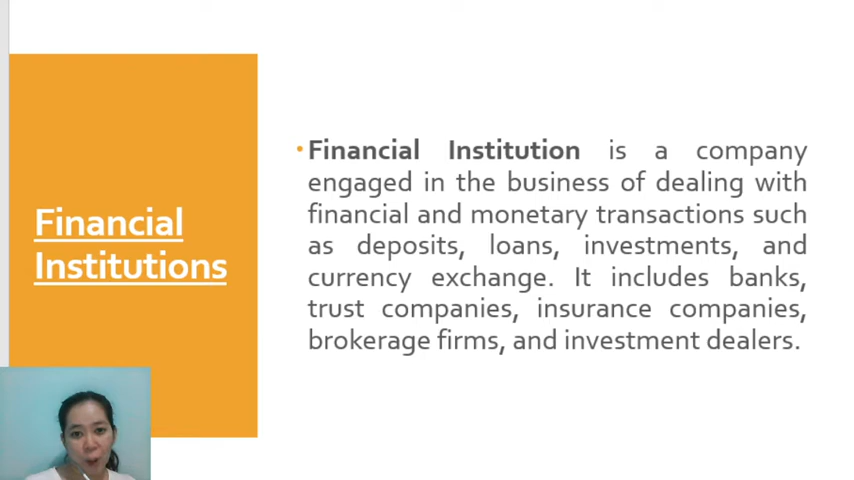 Financial
Institutions
Financial Institution is a company
engaged in the business of dealing with
financial and monetary transactions such
as deposits, loans, investments, and
currency exchange. It includes banks,
trust companies, insurance companies,
brokerage firms, and investment dealers.